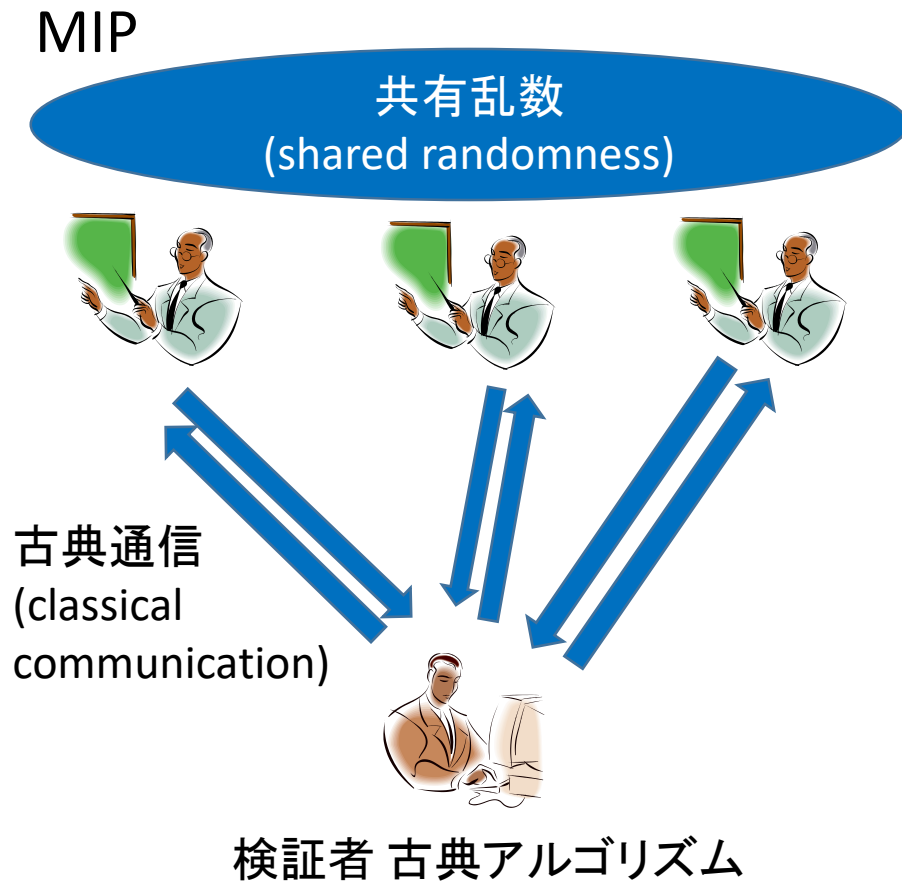 MIP
共有乱数
(shared randomness)
古典通信
(classical
communication)
検証者 古典アルゴリズム